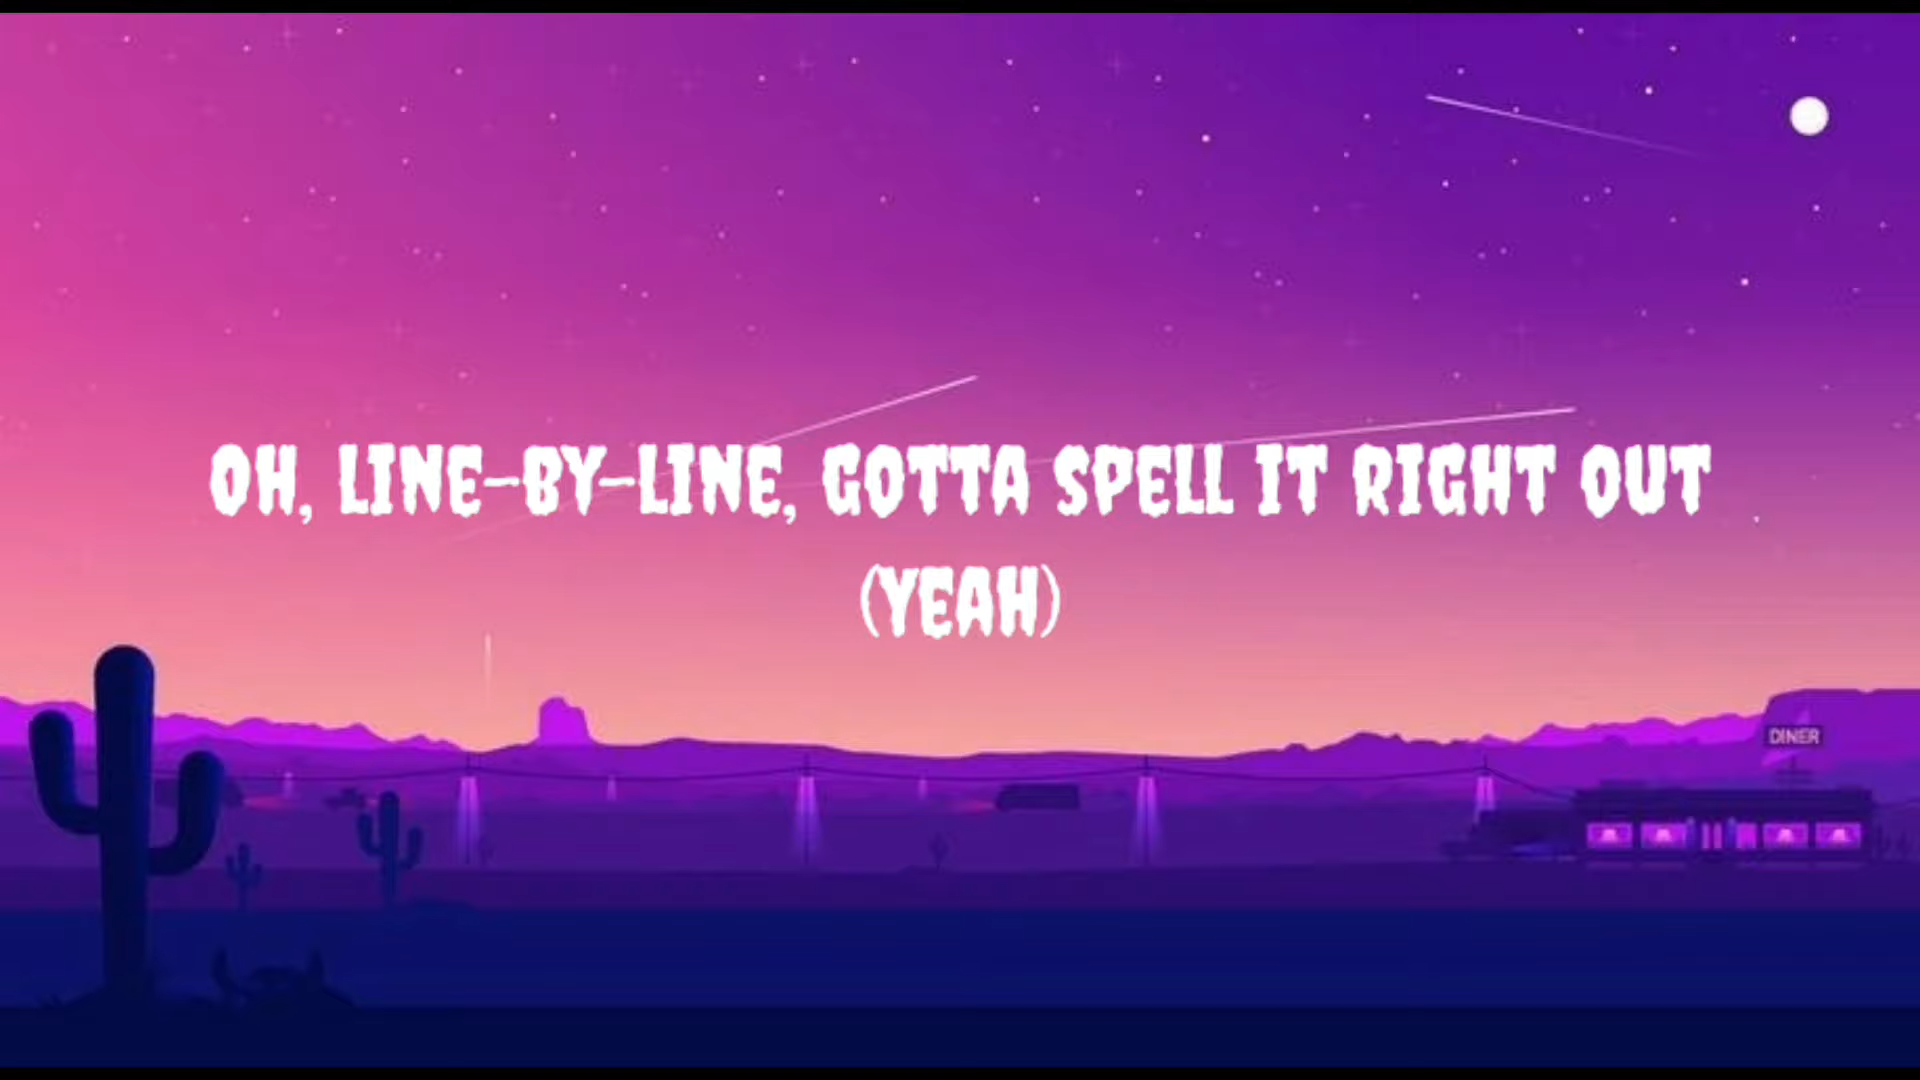 OH, LINE-BY-LINE, GOTTA SPELL IT RIGHT OUT
(YEAH)
DINER